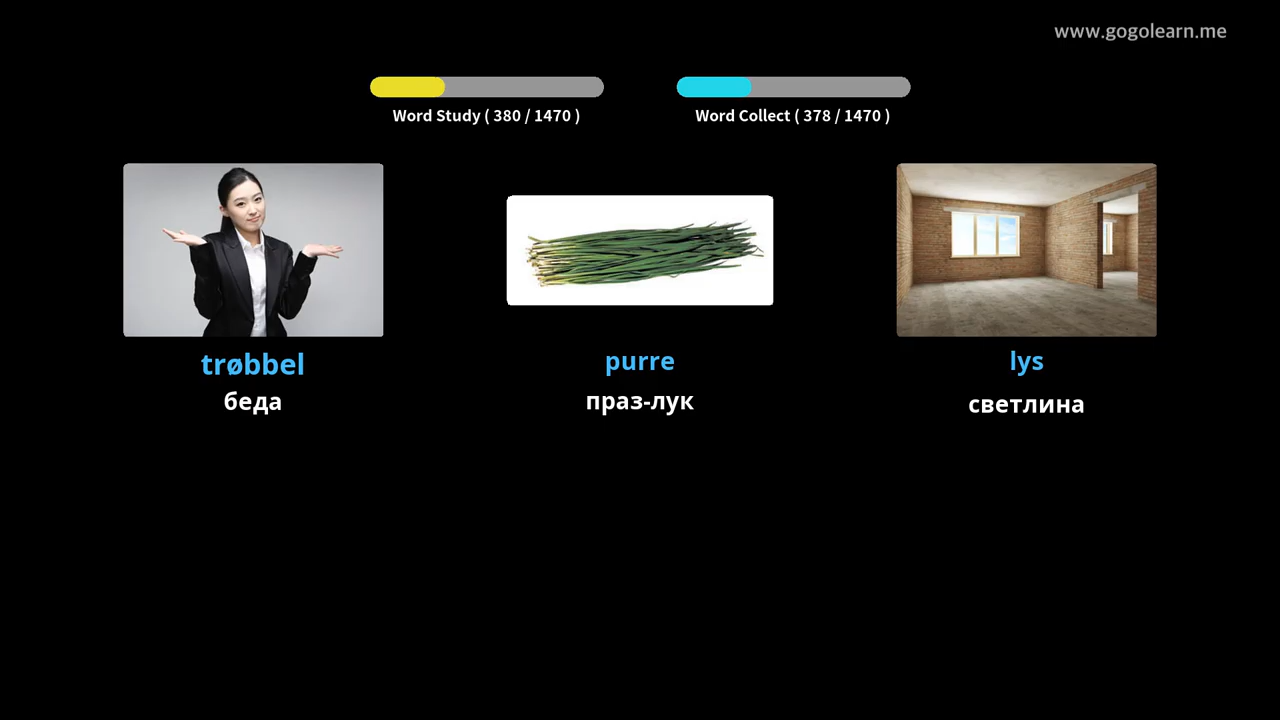 www.gogolearn.me
Word Study ( 380 / 1470 )
Word Collect ( 378 / 1470 )
trøbbel
беда
purre
праз-лук
lys
светлина